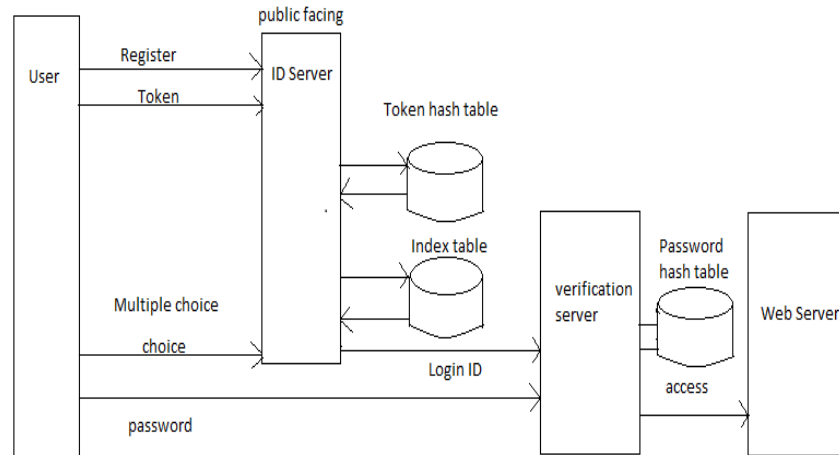 public facing
User
Register
ID Server
Token
Token hash table
Index table
Multiple choice
choice
Login ID
password
verification
server
Password
hash table
access
Web Server